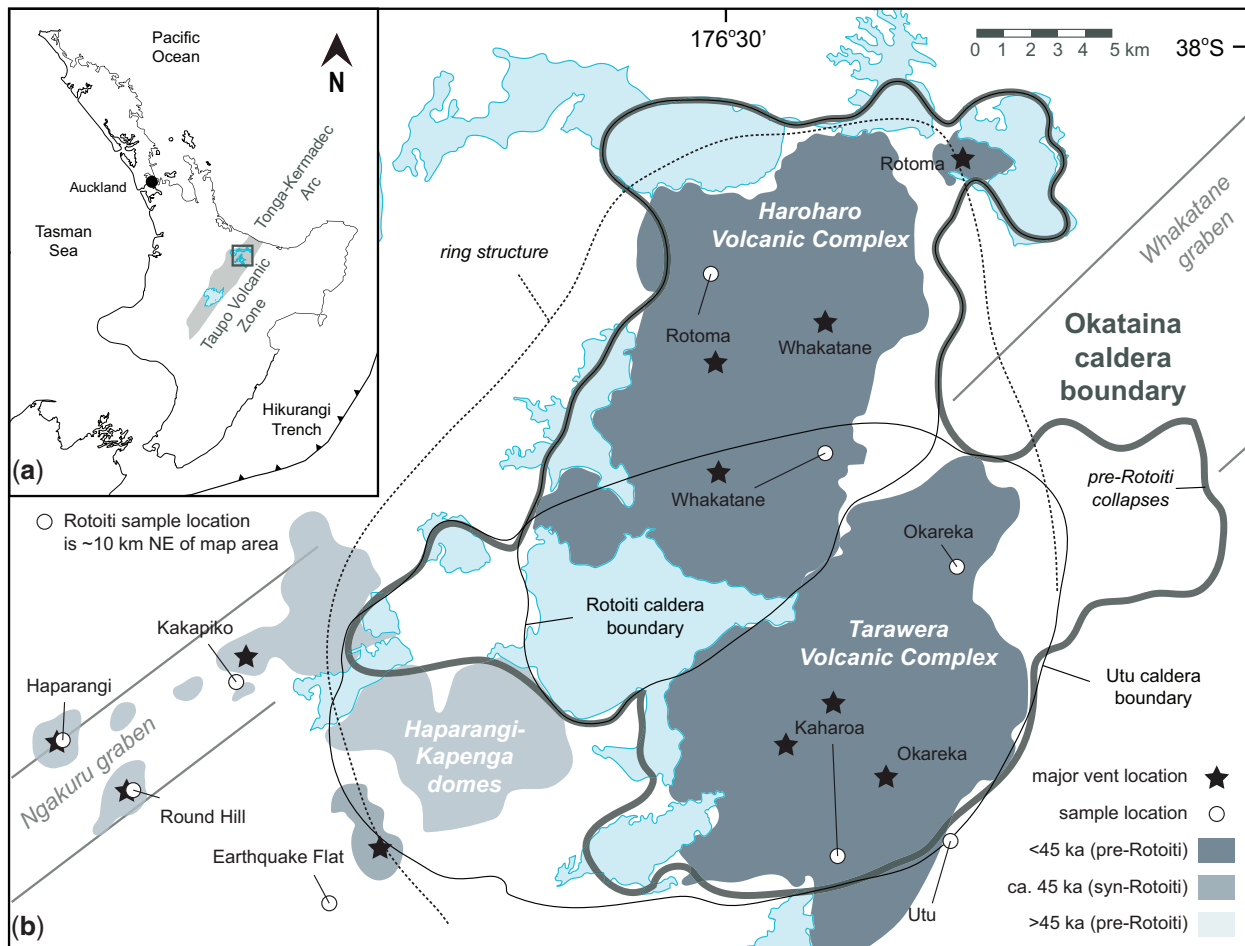 Pacific
Ocean
N
Auckland
Tasman
Sea
Tonga-Kermadec
Arc
Taupo Volcanic
Zone
Hikurangi
Trench
(a)
176°30’
0 1 2 3 4 5 km
38°S
Rotoma
Haroharo
Volcanic Complex
Whakatane
graben
ring structure
Rotoma
Whakatane
Okataina
caldera
boundary
Whakatane
pre-Rotoiti
collapses
Rotoiti sample location
is ~10 km NE of map area
Okareka
Kakapiko
Rotoiti caldera
boundary
Tarawera
Volcanic Complex
Haparangi
Utu caldera
boundary
Ngakuru graben
Haparangi-
Kapenga
domes
Kaharoa
Okareka
Round Hill
Earthquake Flat
Utu
major vent location
sample location
<45 ka (pre-Rotoiti)
ca. 45 ka (syn-Rotoiti)
>45 ka (pre-Rotoiti)
(b)